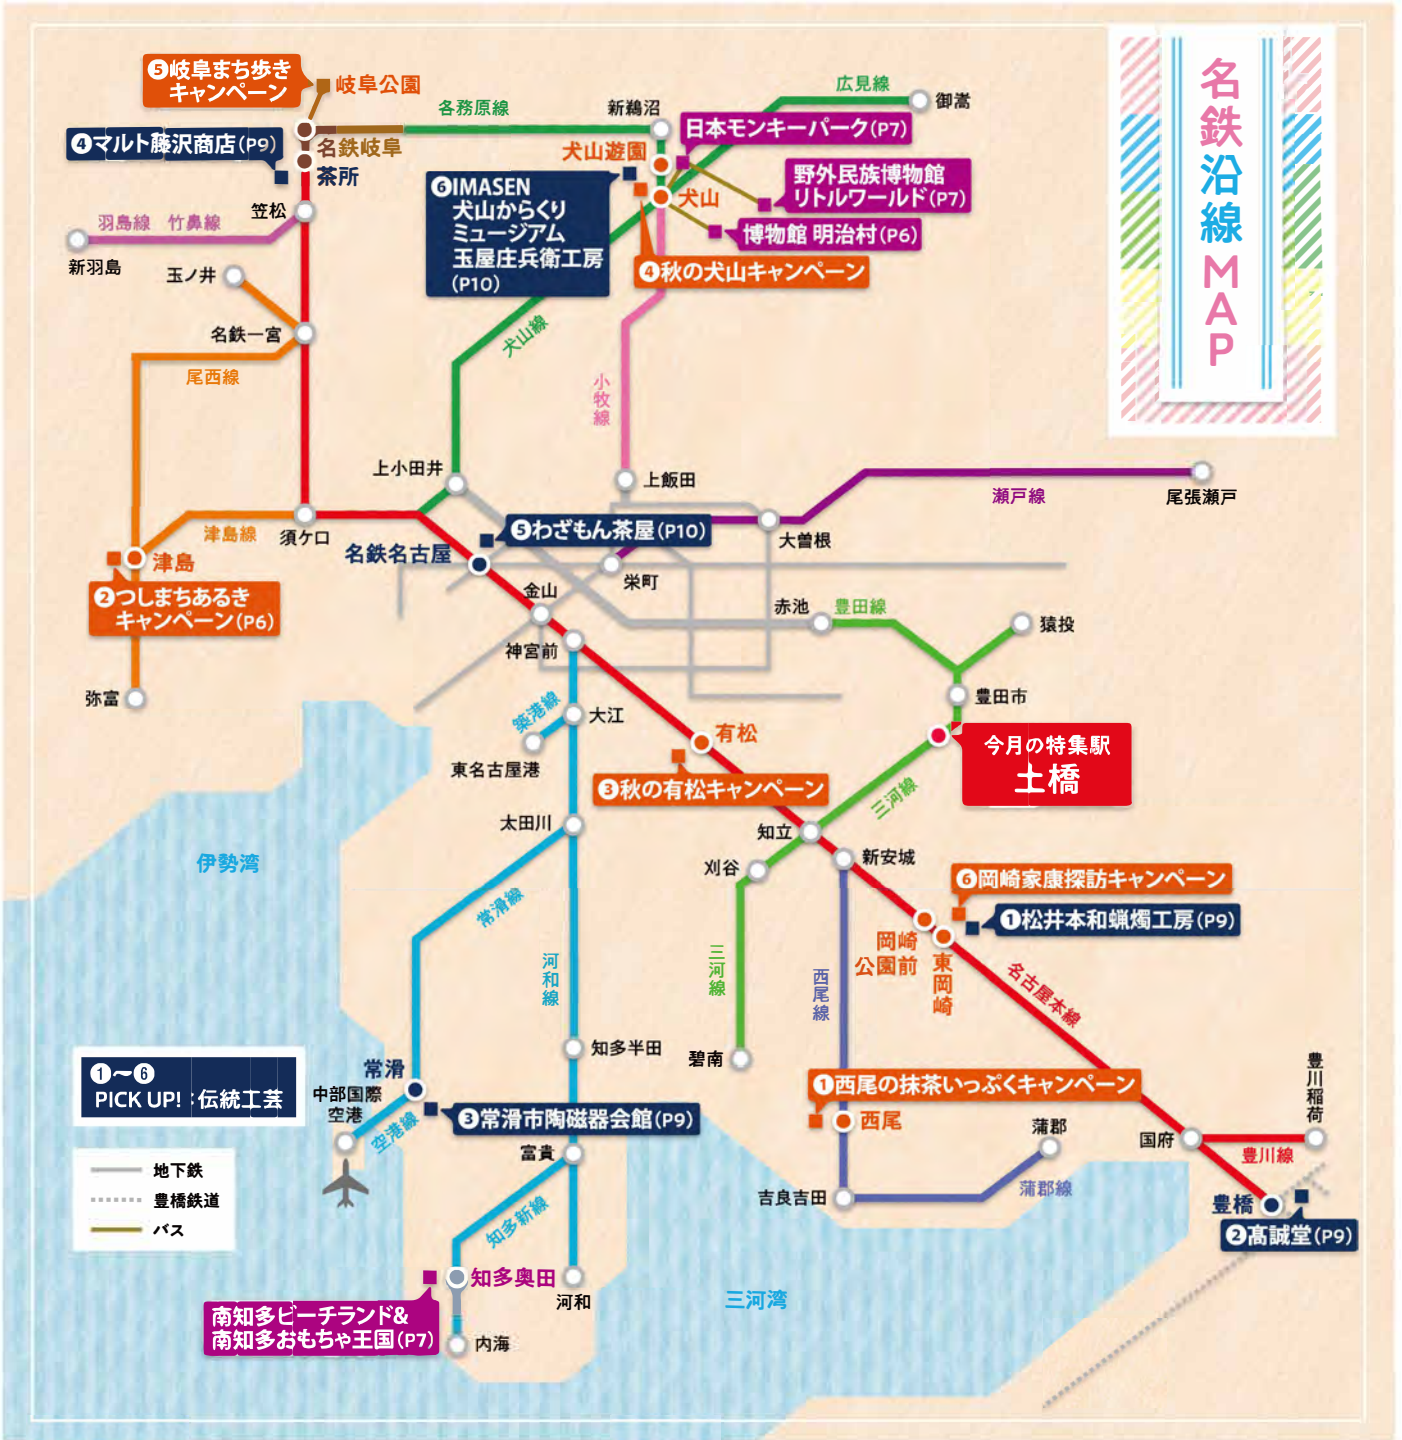 名鉄沿線MAP
❺岐阜まち歩き
キャンペーン
岐阜公園
❹マルト藤沢商店(P9)
名鉄岐阜
茶所
各務原線
新鵜沼
広見線
御嵩
日本モンキーパーク(P7)
犬山遊園
野外民族博物館
リトルワールド(P7)
犬山
博物館 明治村(P6)
❻IMASEN
犬山からくり
ミュージアム
玉屋庄兵衛工房
(P10)
❹秋の犬山キャンペーン
笠松
羽島線 竹鼻線
新羽島
玉ノ井
名鉄一宮
尾西線
犬山線
小牧線
上小田井
上飯田
瀬戸線
尾張瀬戸
津島線
須ケ口
❺わざもん茶屋(P10)
大曽根
名鉄名古屋
栄町
津島
❷つしまちあるき
キャンペーン(P6)
金山
赤池
豊田線
猿投
神宮前
弥富
豊田市
築港線
大江
東名古屋港
有松
❸秋の有松キャンペーン
今月の特集駅
土橋
三河線
太田川
知立
新安城
刈谷
伊勢湾
常滑線
❻岡崎家康探訪キャンペーン
❶松井本和蝋燭工房(P9)
岡崎
公園前
東岡崎
名古屋本線
河和線
三河線
西尾線
知多半田
碧南
❶〜❻
PICK UP! : 伝統工芸
常滑
中部国際
空港
空港線
❸常滑市陶磁器会館(P9)
❶西尾の抹茶いっぷくキャンペーン
西尾
蒲郡
国府
豊川稲荷
豊川線
地下鉄
豊橋鉄道
バス
富貴
吉良吉田
蒲郡線
豊橋
❷髙誠堂(P9)
知多新線
知多奥田
河和
三河湾
南知多ビーチランド&
南知多おもちゃ王国(P7)
内海